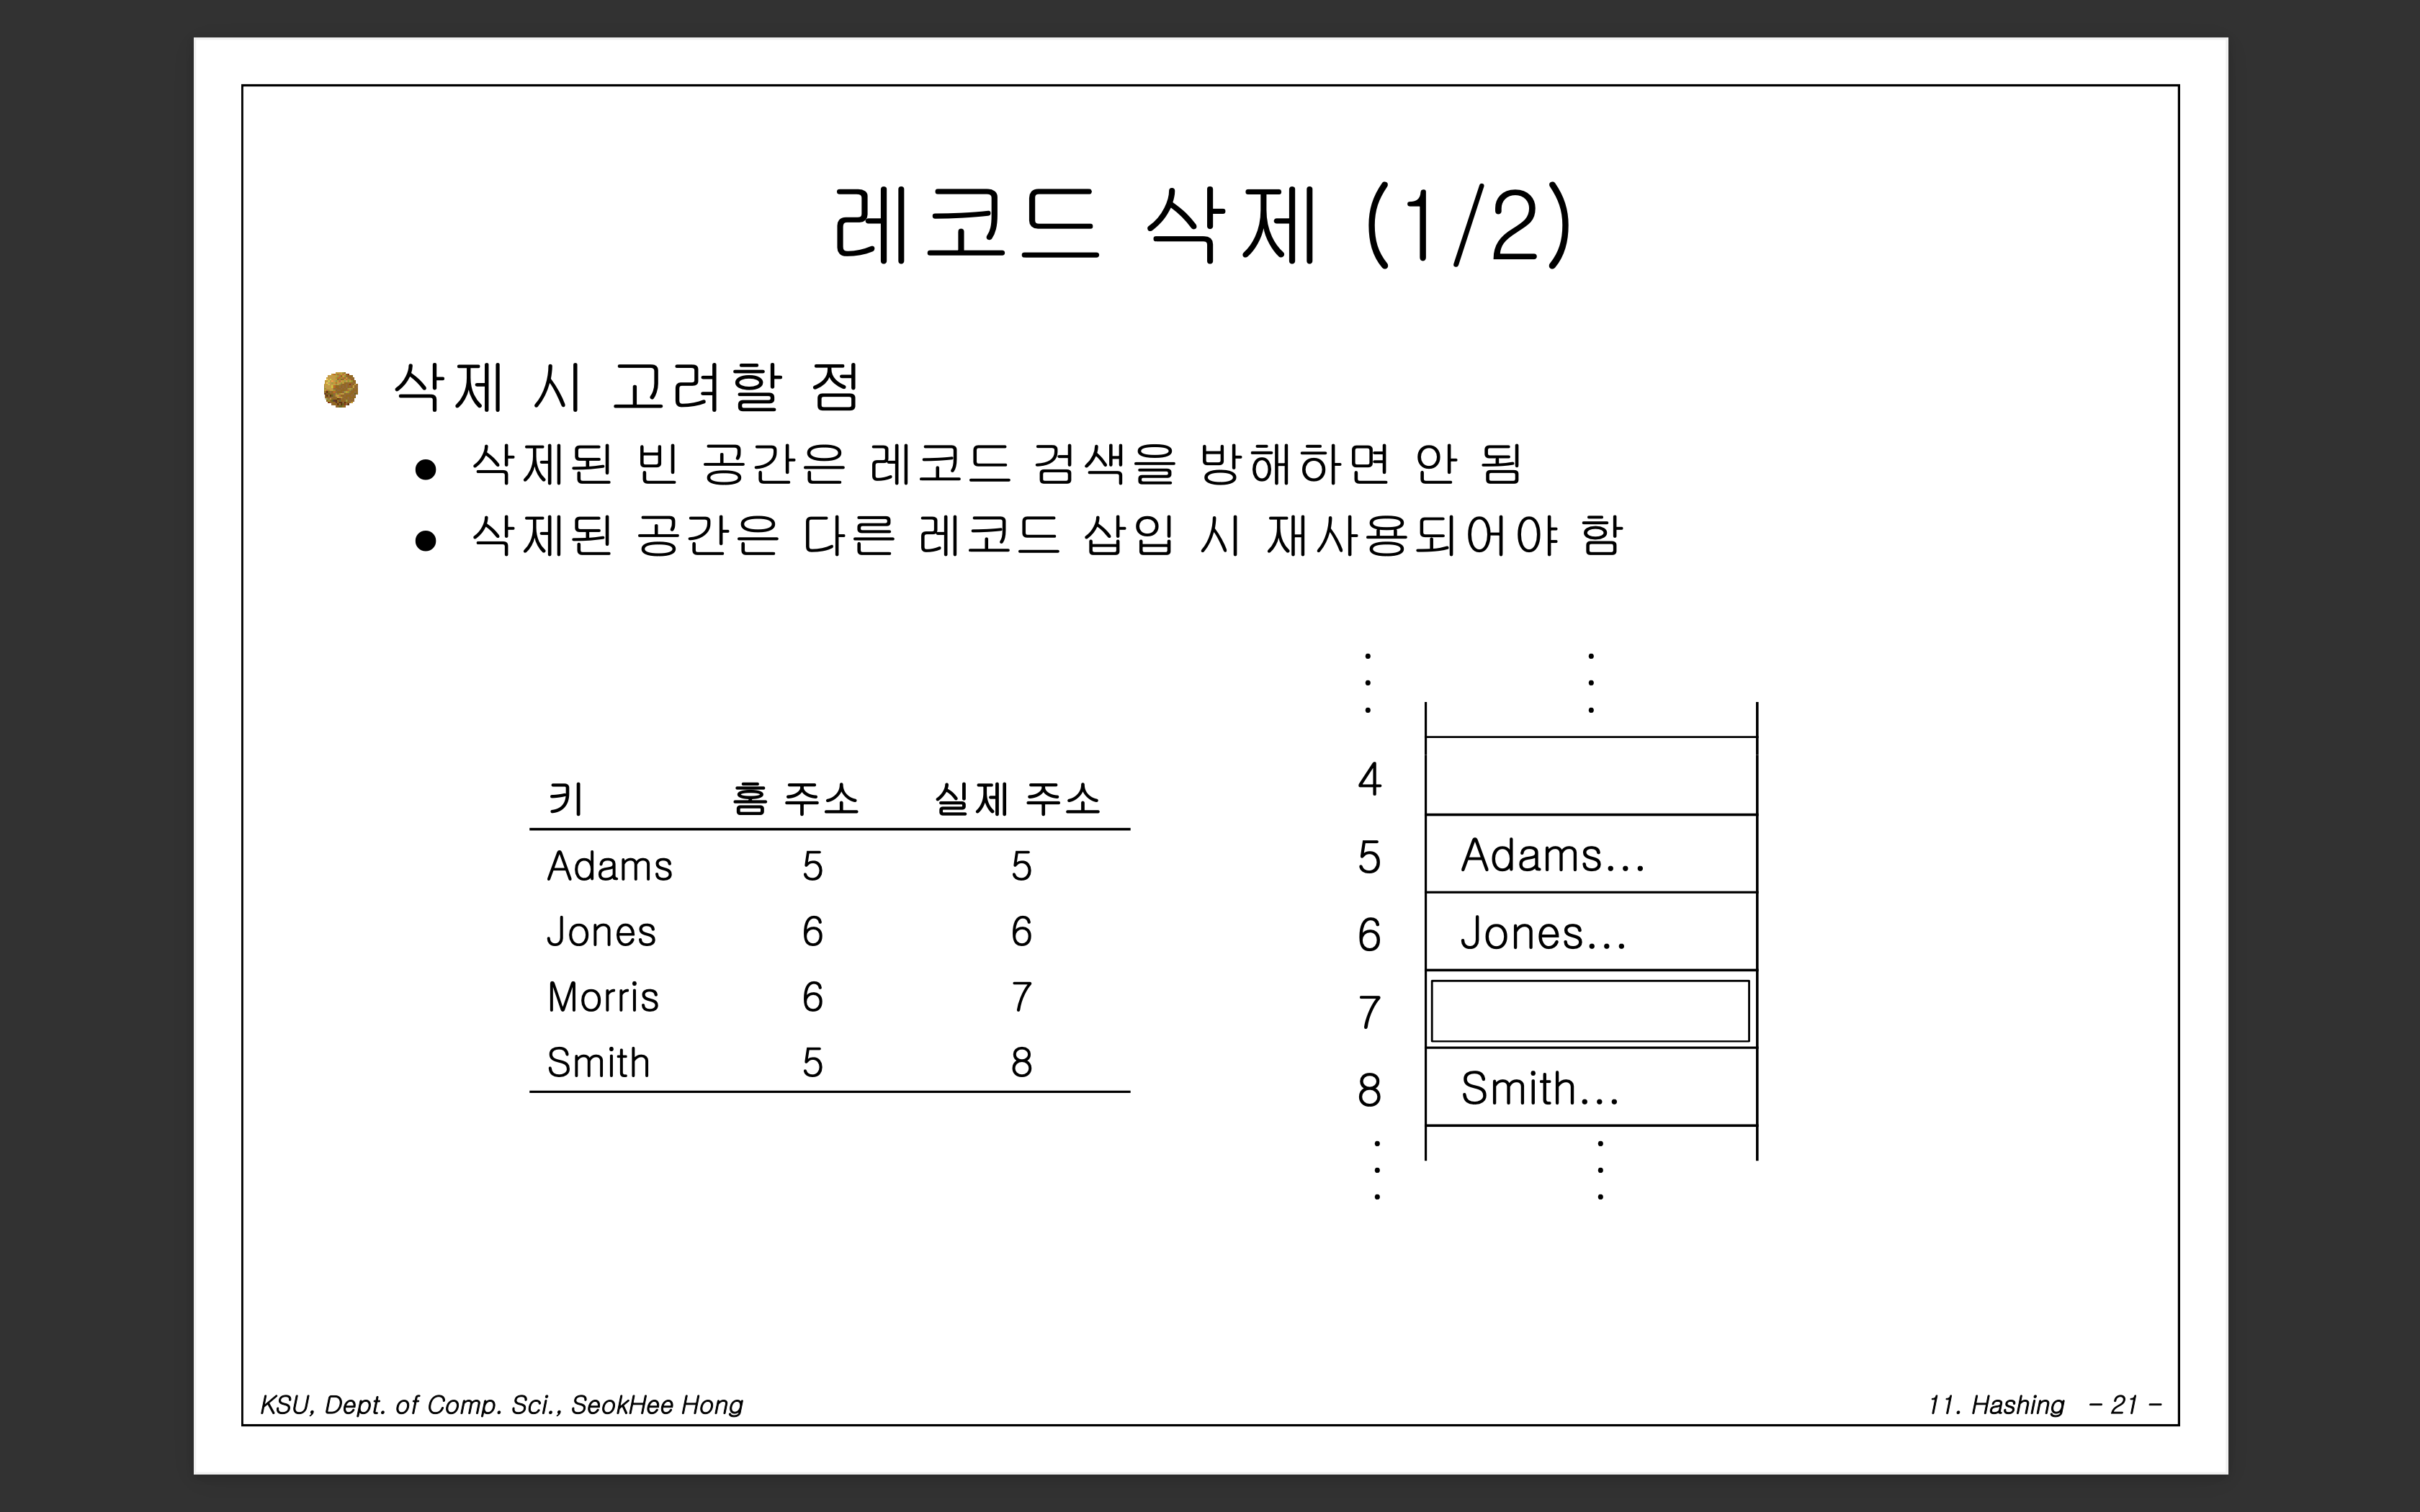 레코드 삭제 (1/2)
삭제 시 고려할 점
● 삭제된 빈 공간은 레코드 검색을 방해하면 안 됨
● 삭제된 공간은 다른 레코드 삽입 시 재사용되어야 함
키 홈 주소 실제 주소
Adams 5 5
Jones 6 6
Morris 6 7
Smith 5 8
4
5 Adams...
6 Jones...
7
8 Smith...
KSU, Dept. of Comp. Sci., SeokHee Hong
11. Hashing - 21 -